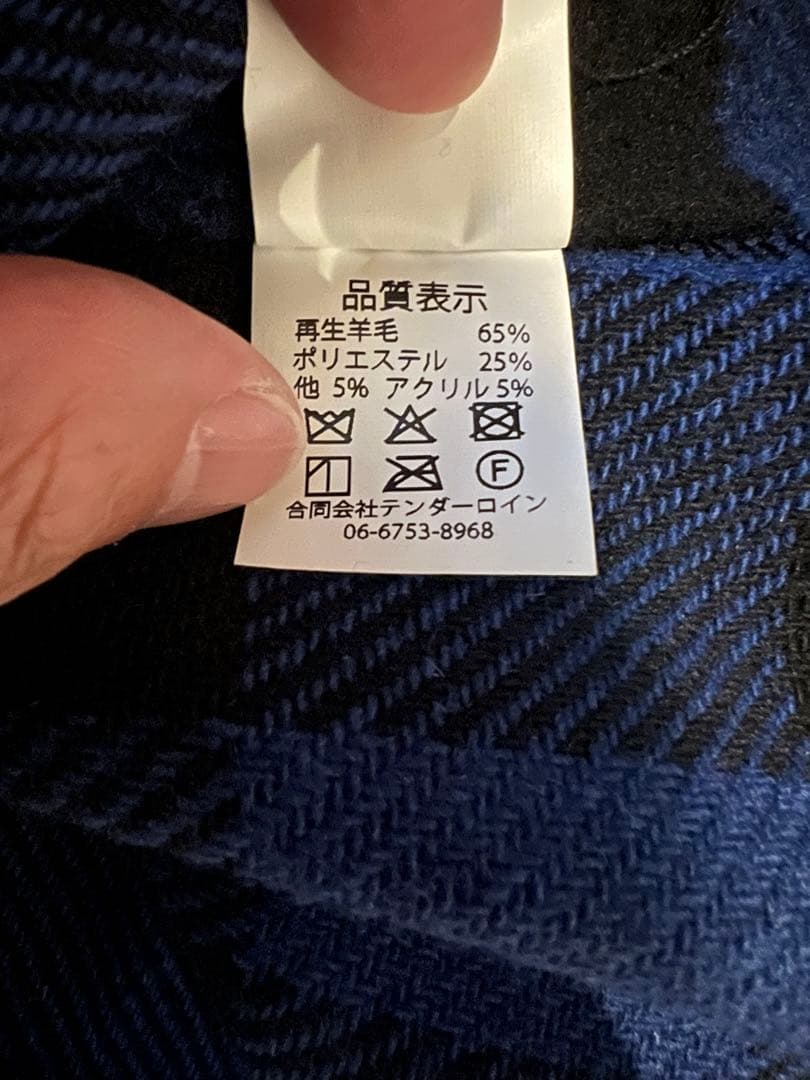 品質表示
再生羊毛 65%
ポリエステル 25%
他 5% アクリル 5%
F
合同会社テンダーロイン
06-6753-8968